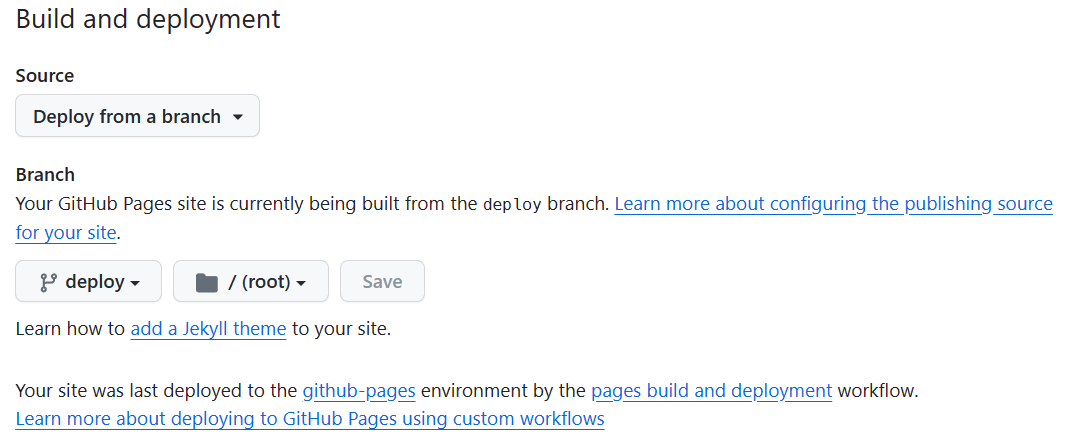 Build and deployment
Source
Deploy from a branch
Branch
Your GitHub Pages site is currently being built from the deploy branch. Learn more about configuring the publishing source
for your site.
deploy / (root) Save
Learn how to add a Jekyll theme to your site.
Your site was last deployed to the github-pages environment by the pages build and deployment workflow.
Learn more about deploying to GitHub Pages using custom workflows